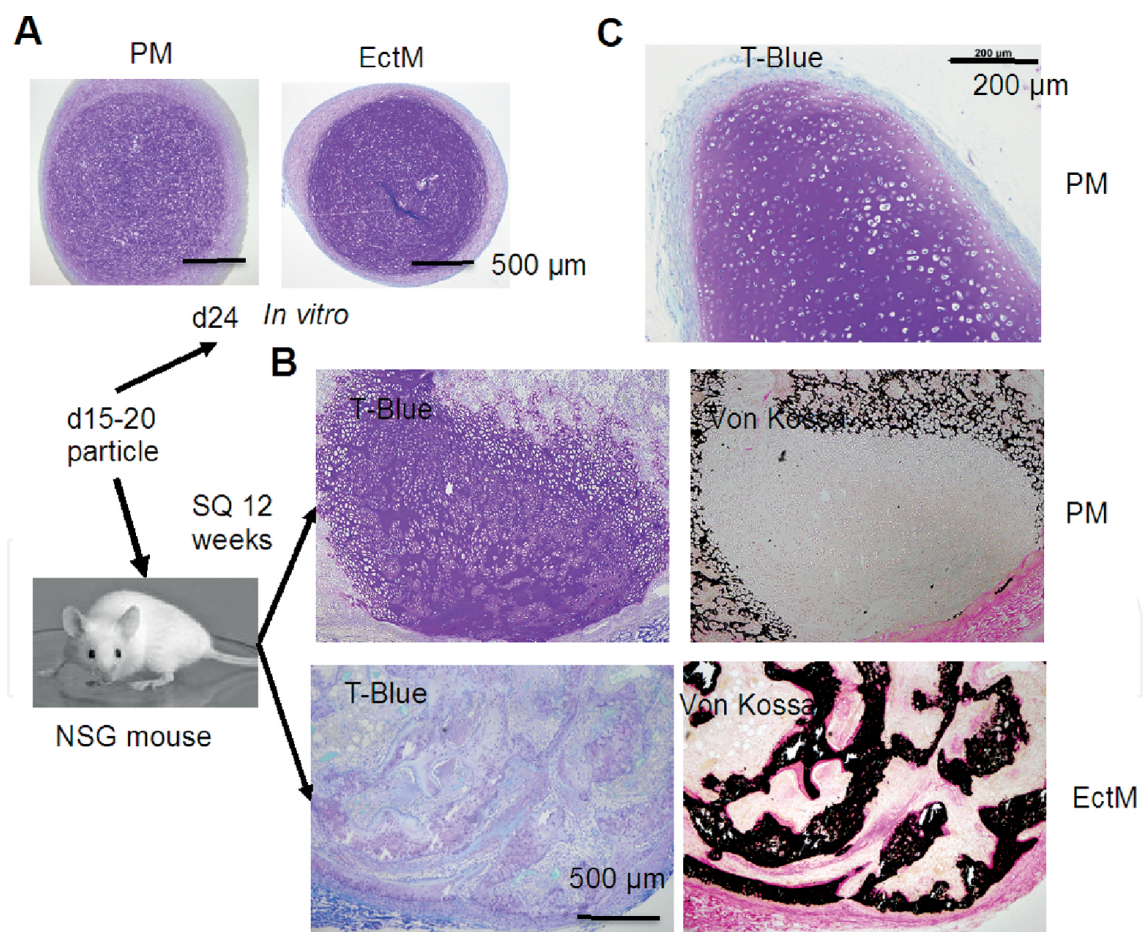 A
PM
EctM
500 µm
d24 In vitro
C
T-Blue
200 µm
200 µm
PM
d15-20
particle
SQ 12
weeks
NSG mouse
B
T-Blue
Von Kossa
PM
T-Blue
500 µm
Von Kossa
EctM